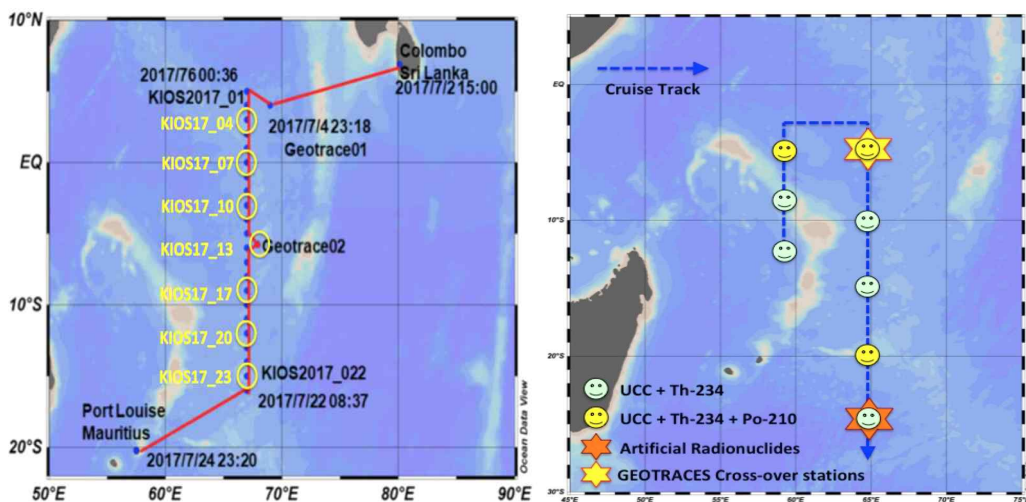 10°N
Colombo
Sri Lanka
2017/7/2 15:00
2017/76 00:36
KIOS2017_01
KIOS17_04
2017/7/4 23:18
Geotrace01
EQ
KIOS17_07
KIOS17_10
KIOS17_13
Geotrace02
10°S
KIOS17_17
KIOS17_20
KIOS17_23
KIOS2017_022
2017/7/22 08:37
Port Louise
Mauritius
20°S
2017/7/24 23:20
50°E
60°E
70°E
80°E
90°E
Ocean Data View
Cruise Track
EQ
10°S
20°S
30°S
UCC + Th-234
UCC + Th-234 + Po-210
Artificial Radionuclides
GEOTRACES Cross-over stations
45°E
50°E
55°E
60°E
65°E
70°E
75°E